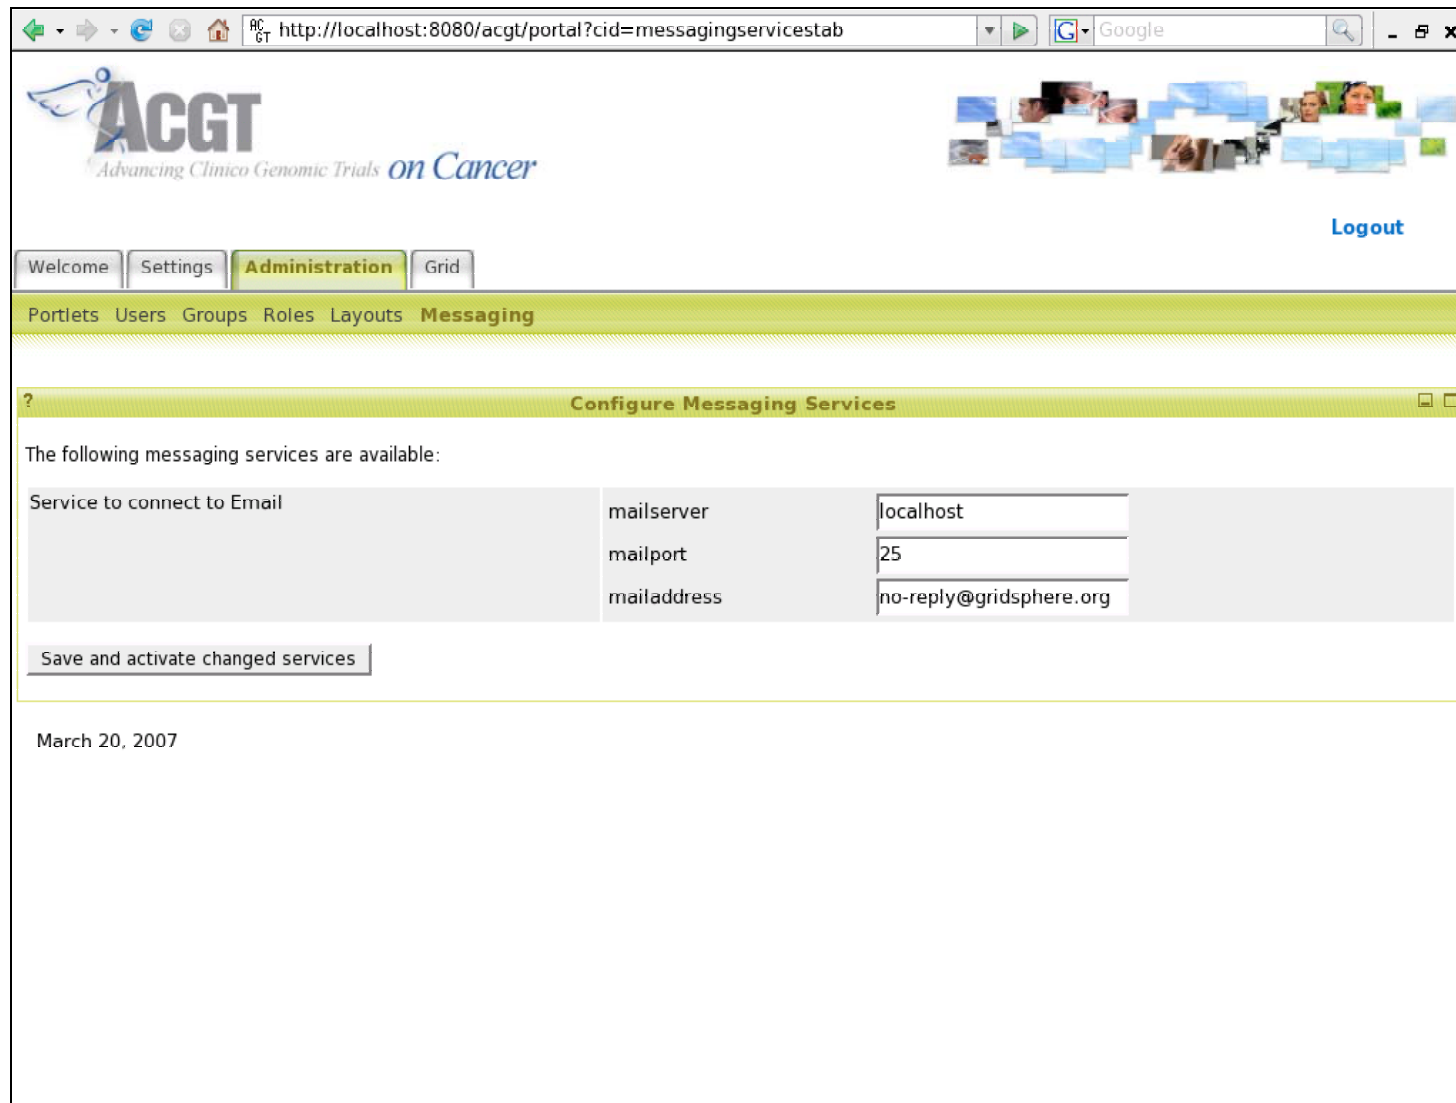 AC GT http://localhost:8080/acgt/portal?cid=messagingservicestab G Google
ACGT
Advancing Clinico Genomic Trials on Cancer
Logout
Welcome Settings Administration Grid
Portlets Users Groups Roles Layouts Messaging
? Configure Messaging Services
The following messaging services are available:
Service to connect to Email mailserver localhost
mailport 25
mailaddress no-reply@gridsphere.org
Save and activate changed services
March 20, 2007